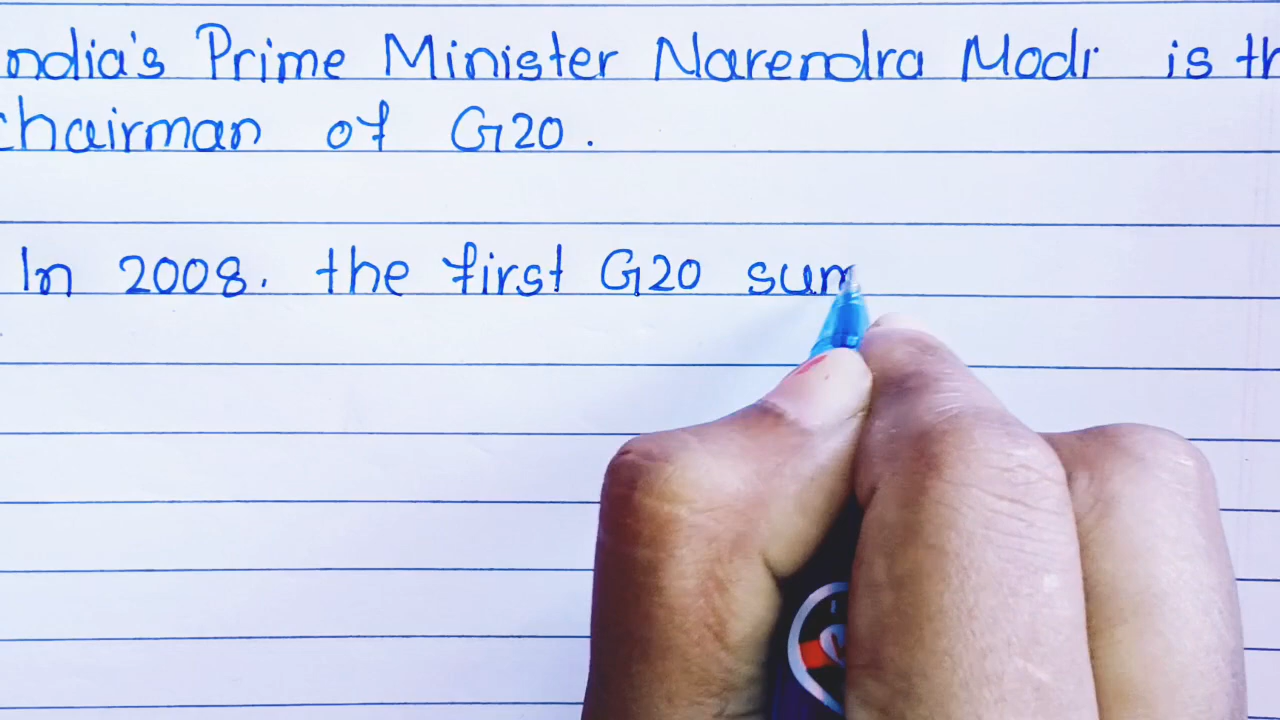 ndia's Prime Minister Narendra Modi is th
chairman of G20.
In 2008. the first G20 sum